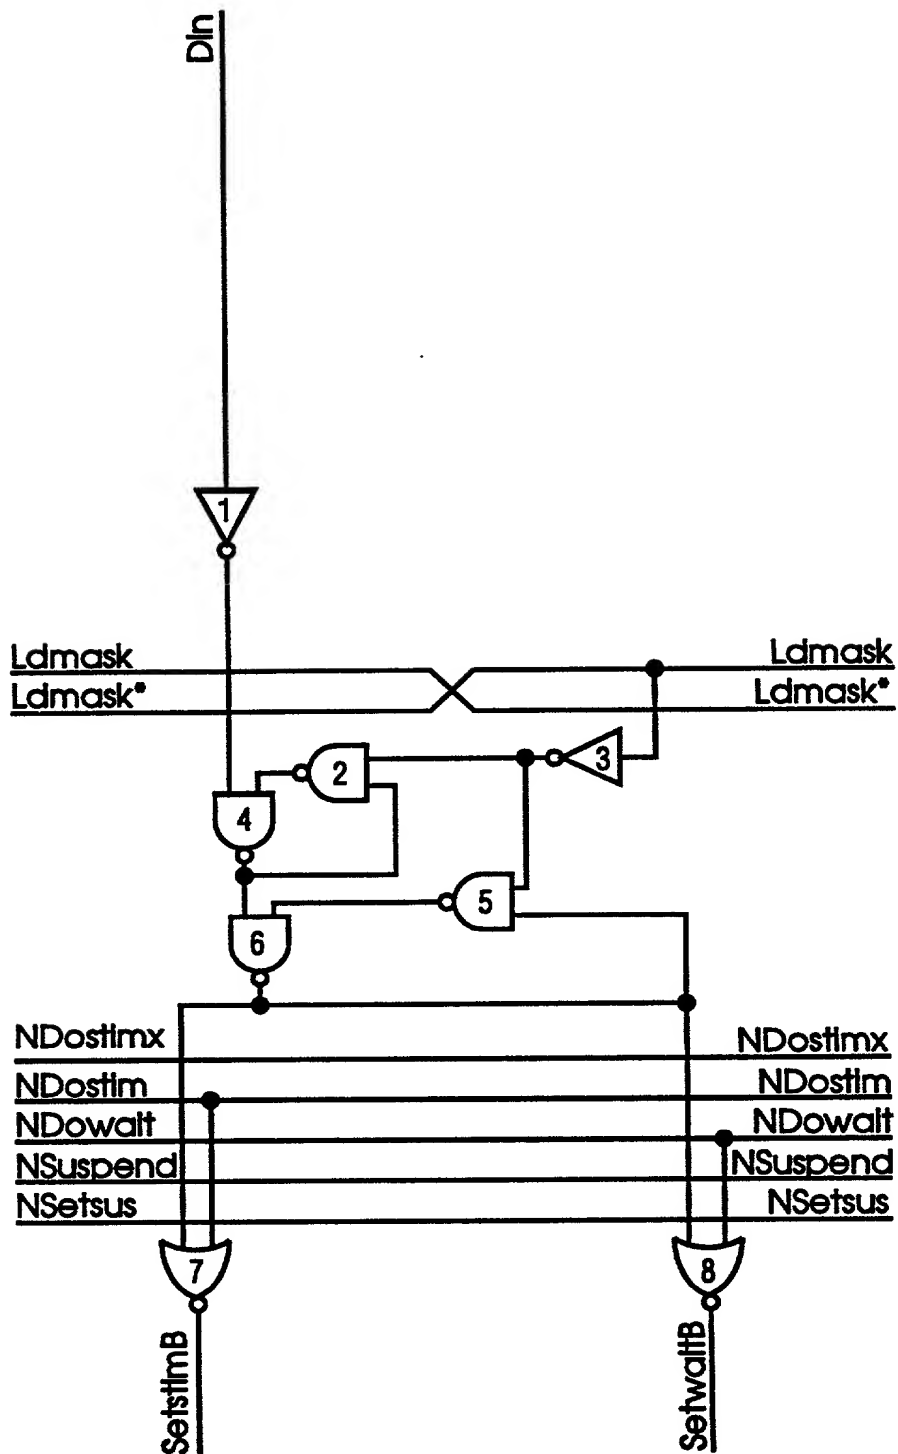 Din
1
Ldmask Ldmask
Ldmask* Ldmask*
2 3
4
5
6
NDostimx NDostimx
NDostim NDostim
NDowait NDowait
NSuspend NSuspend
NSetsus NSetsus
7 8
SetstimB SetwaitB